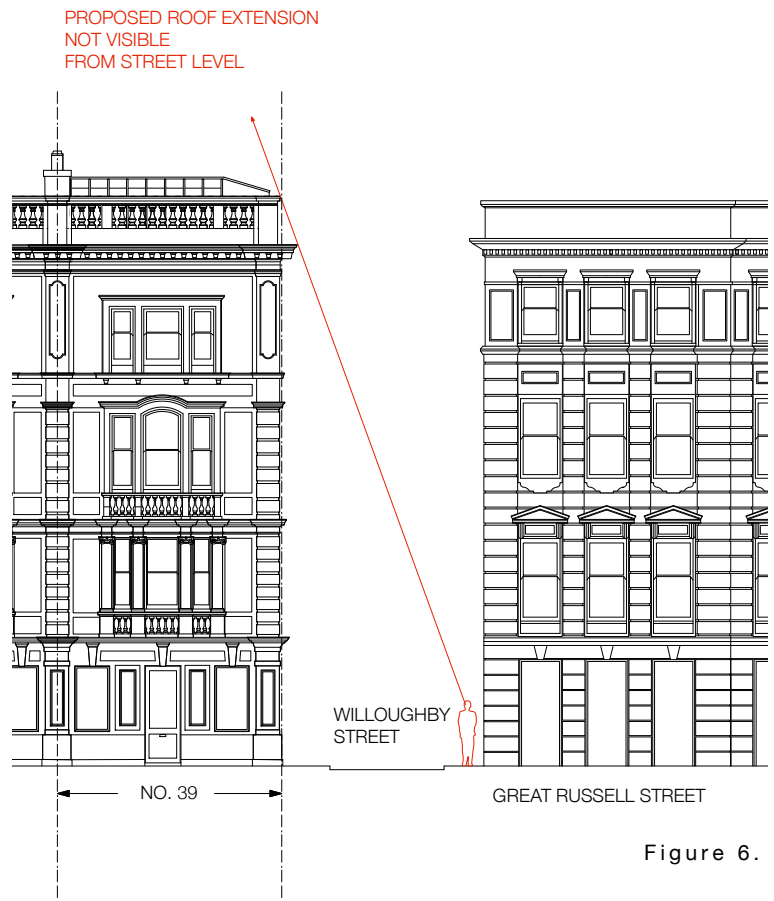 PROPOSED ROOF EXTENSION
NOT VISIBLE
FROM STREET LEVEL
WILLOUGHBY
STREET
NO. 39
GREAT RUSSELL STREET
Figure 6.